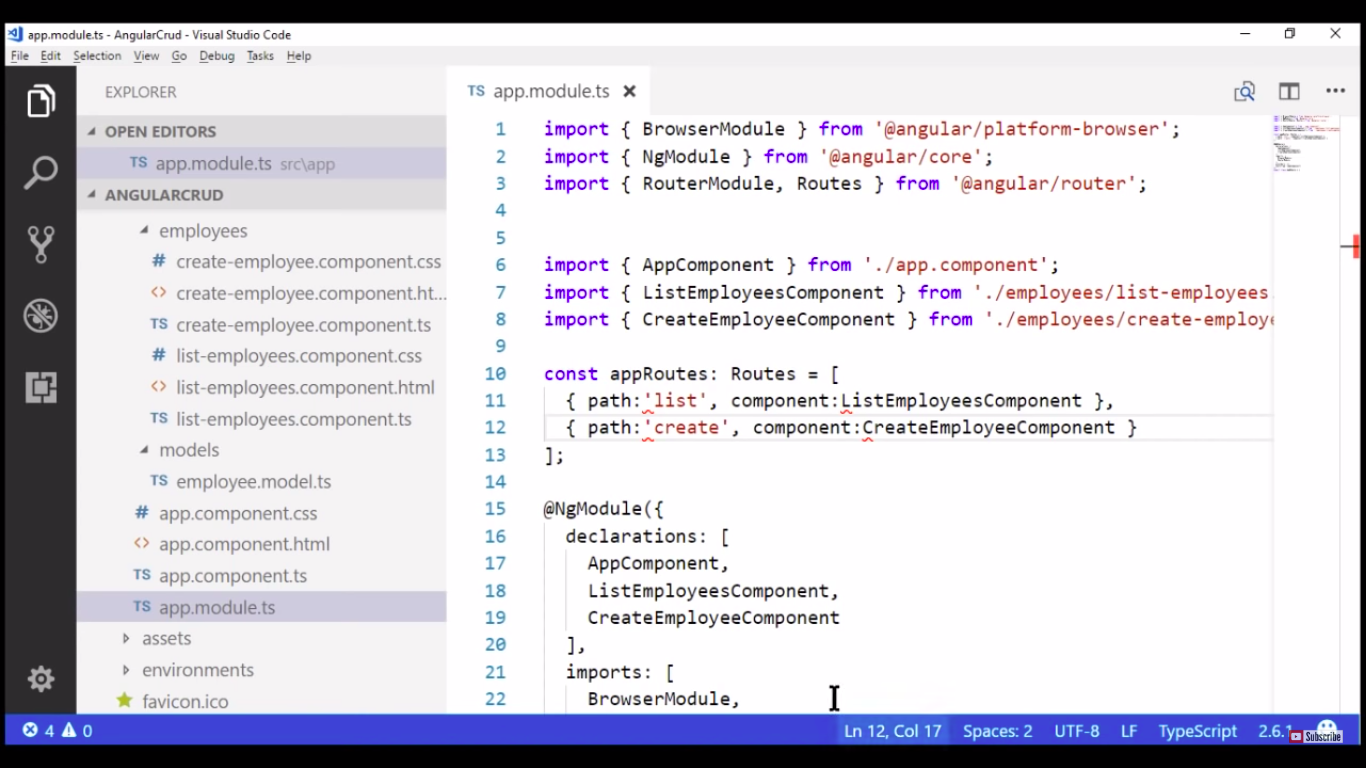 app.module.ts - AngularCrud - Visual Studio Code
File Edit Selection View Go Debug Tasks Help
EXPLORER
OPEN EDITORS
TS app.module.ts src\app
ANGULARCRUD
employees
# create-employee.component.css
<> create-employee.component.ht...
TS create-employee.component.ts
# list-employees.component.css
<> list-employees.component.html
TS list-employees.component.ts
models
TS employee.model.ts
# app.component.css
<> app.component.html
TS app.component.ts
TS app.module.ts
assets
environments
favicon.ico
TS app.module.ts
1 import { BrowserModule } from '@angular/platform-browser';
2 import { NgModule } from '@angular/core';
3 import { RouterModule, Routes } from '@angular/router';
4
5
6 import { AppComponent } from './app.component';
7 import { ListEmployeesComponent } from './employees/list-employees.
8 import { CreateEmployeeComponent } from './employees/create-employe
9
10 const appRoutes: Routes = [
11 { path:'list', component:ListEmployeesComponent },
12 { path:'create', component:CreateEmployeeComponent }
13 ];
14
15 @NgModule({
16 declarations: [
17 AppComponent,
18 ListEmployeesComponent,
19 CreateEmployeeComponent
20 ],
21 imports: [
22 BrowserModule,
4 0 Ln 12, Col 17 Spaces: 2 UTF-8 LF TypeScript 2.6.1
Subscribe